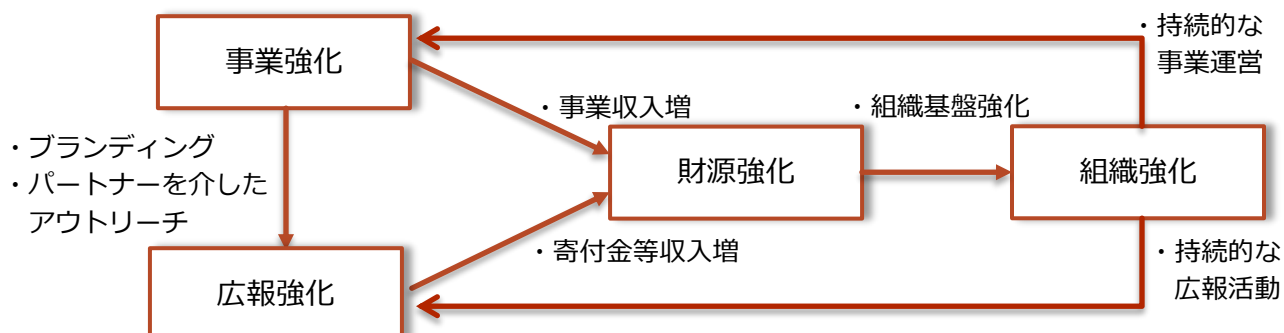 ・持続的な
事業運営
事業強化
・事業収入増
・組織基盤強化
・ブランディング
・パートナーを介した
アウトリーチ
財源強化
組織強化
・寄付金等収入増
・持続的な
広報活動
広報強化